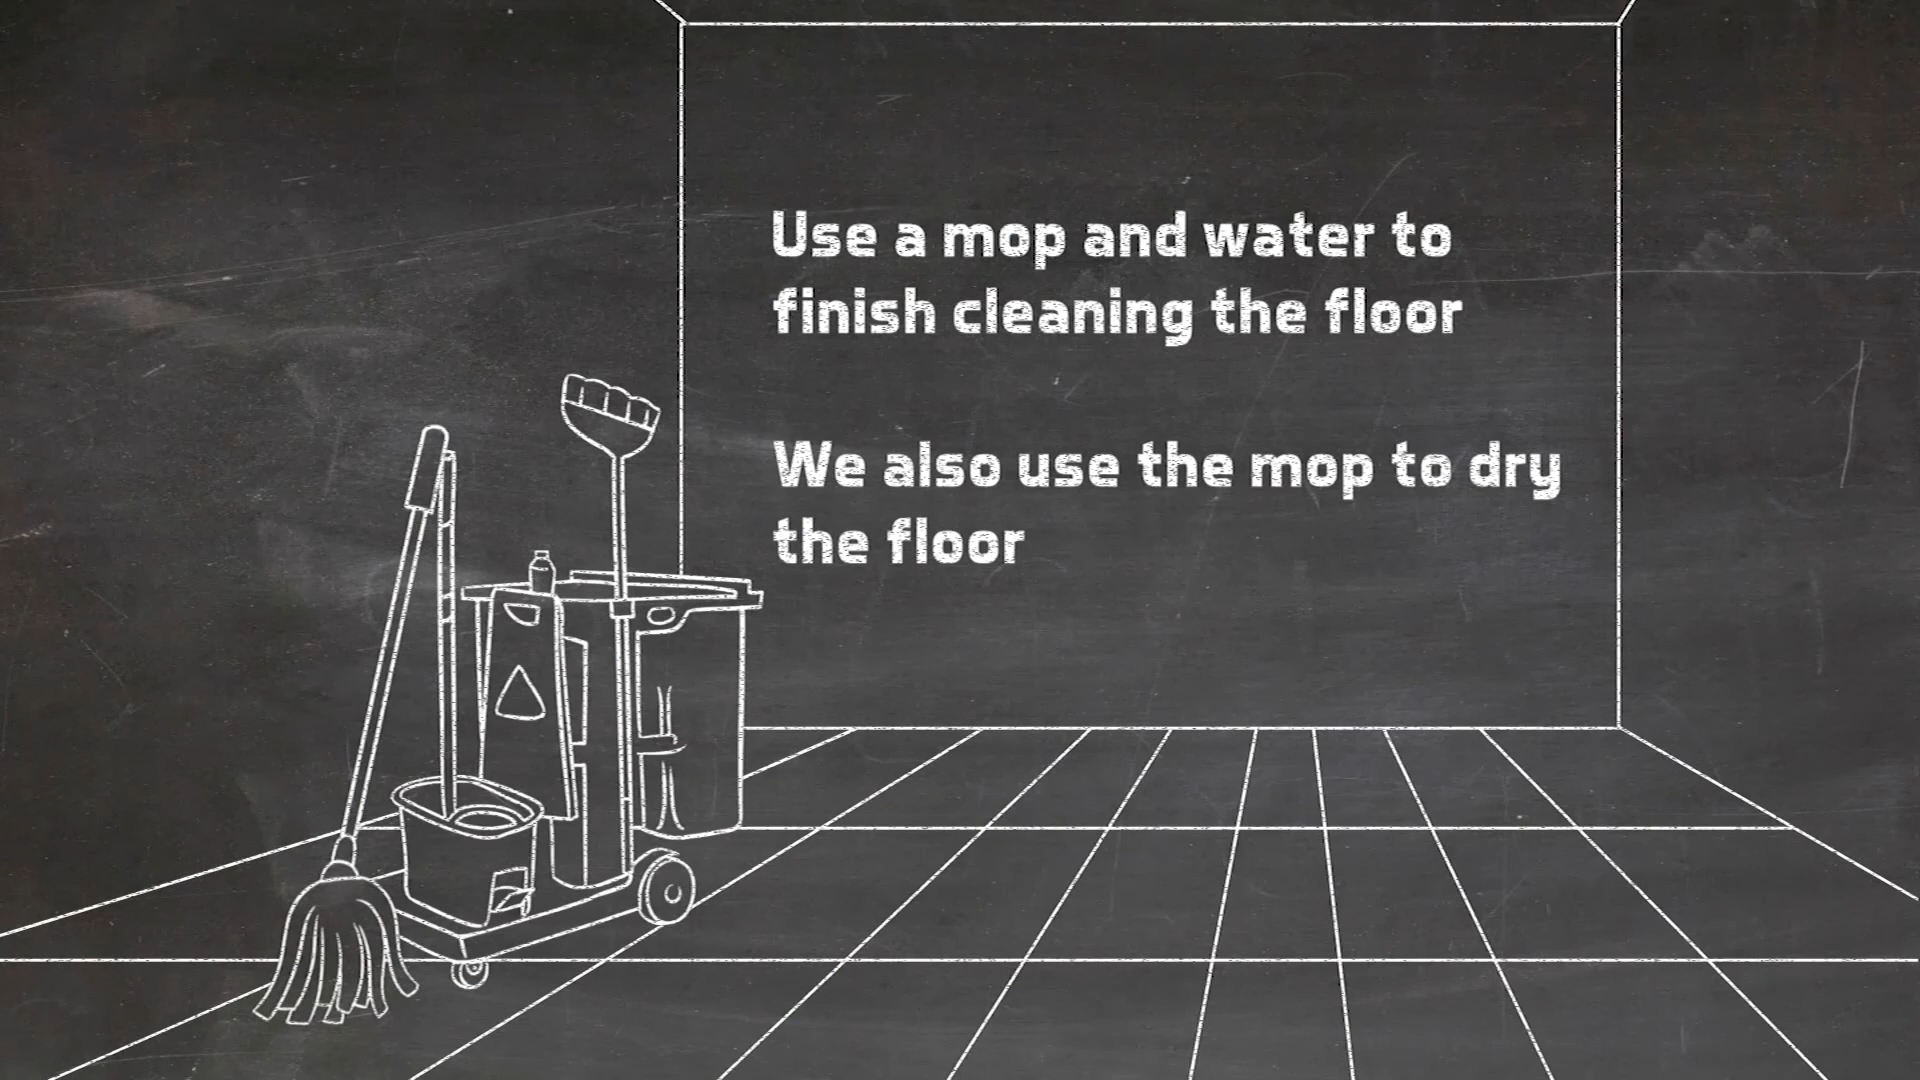 Use a mop and water to
finish cleaning the floor
We also use the mop to dry
the floor